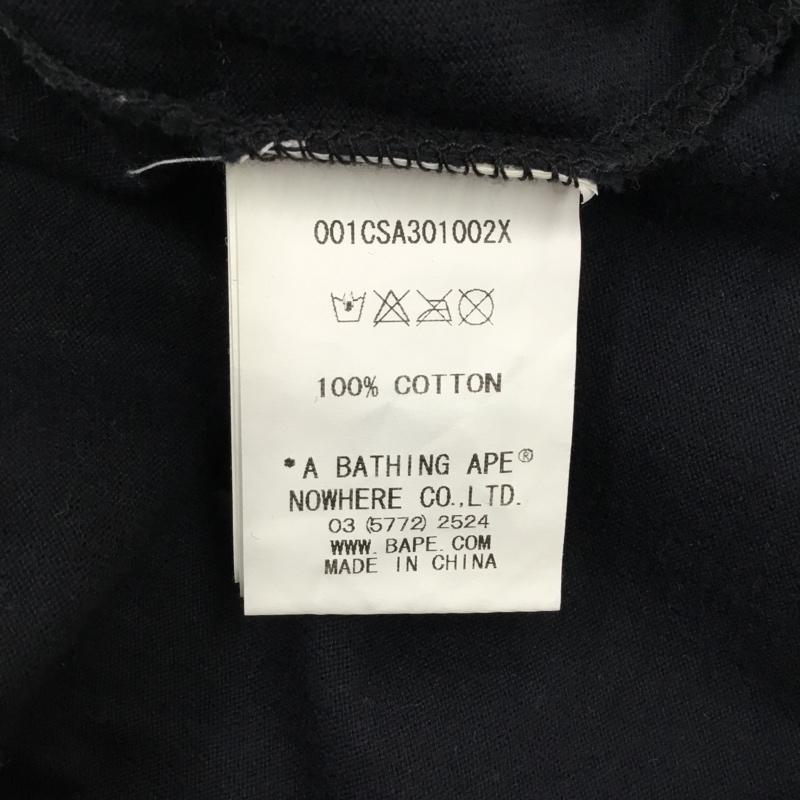 001CSA301002X
100% COTTON
*A BATHING APE®
NOWHERE CO.,LTD.
03 (5772) 2524
WWW.BAPE.COM
MADE IN CHINA